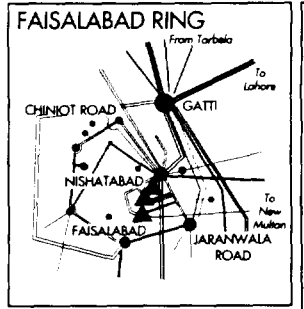 FAISALABAD RING
From Tarbela
To
Lahore
GATTI
CHINIOT ROAD
NISHATABAD
To
New
Multan
FAISALABAD
JARANWALA
ROAD